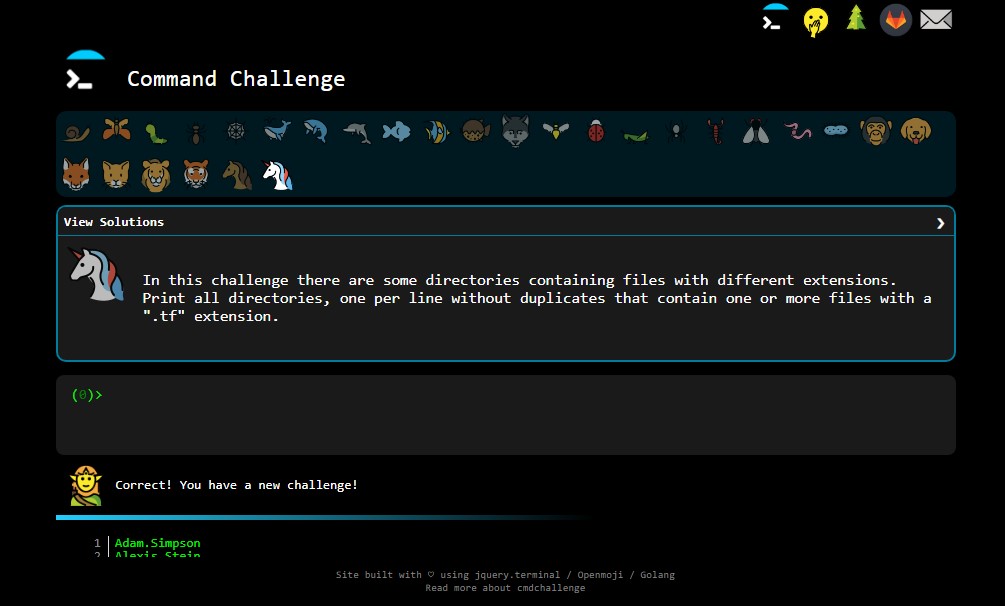 Command Challenge
View Solutions
In this challenge there are some directories containing files with different extensions.
Print all directories, one per line without duplicates that contain one or more files with a
".tf" extension.
(0)>
Correct! You have a new challenge!
1 Adam.Simpson
2 Alexis.Stein
Site built with ♡ using jquery.terminal / Openmoji / Golang
Read more about cmdchallenge